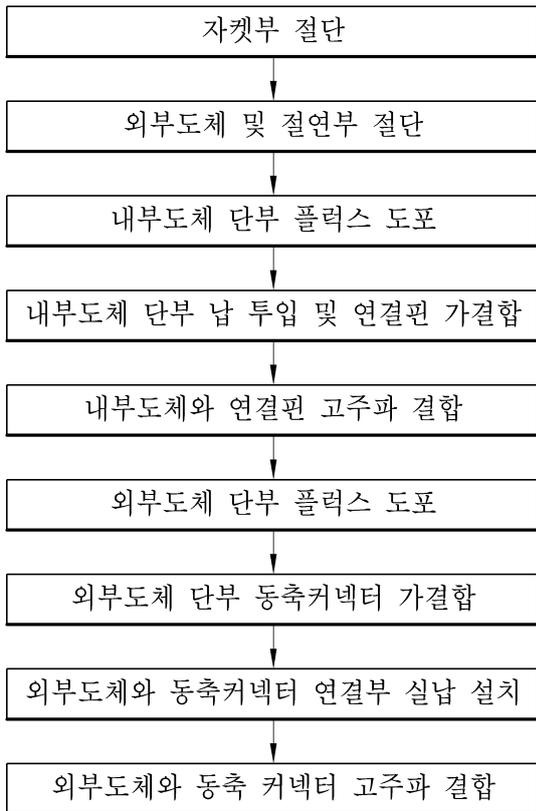 자켓부 절단
외부도체 및 절연부 절단
내부도체 단부 플럭스 도포
내부도체 단부 납 투입 및 연결핀 가결합
내부도체와 연결핀 고주파 결합
외부도체 단부 플럭스 도포
외부도체 단부 동축커넥터 가결합
외부도체와 동축커넥터 연결부 실납 설치
외부도체와 동축 커넥터 고주파 결합